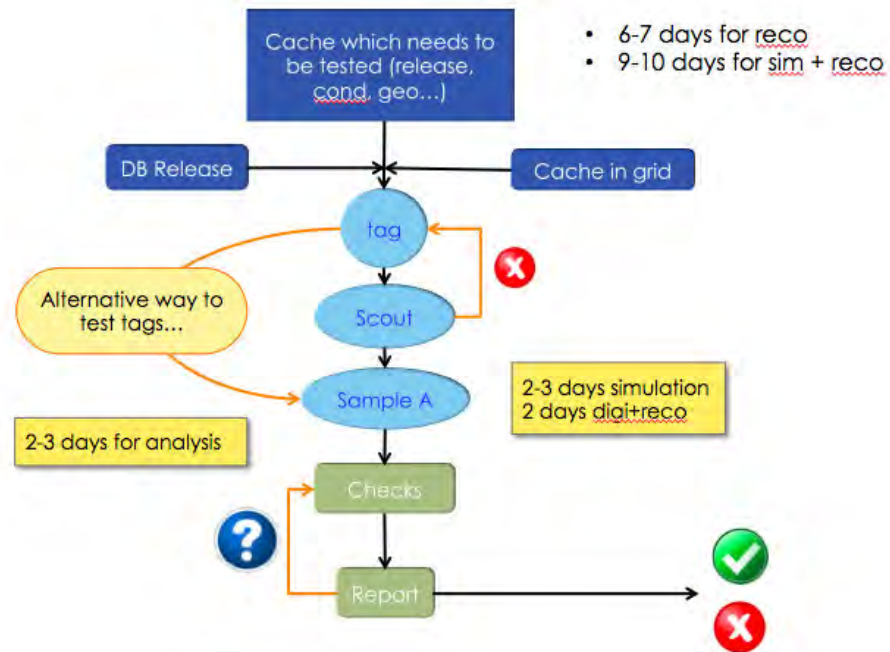 Cache which needs to
be tested (release,
cond, geo...)
• 6-7 days for reco
• 9-10 days for sim + reco
DB Release
Cache in grid
tag
Alternative way to
test tags...
Scout
Sample A
2-3 days simulation
2 days digi+reco
2-3 days for analysis
Checks
?
Report